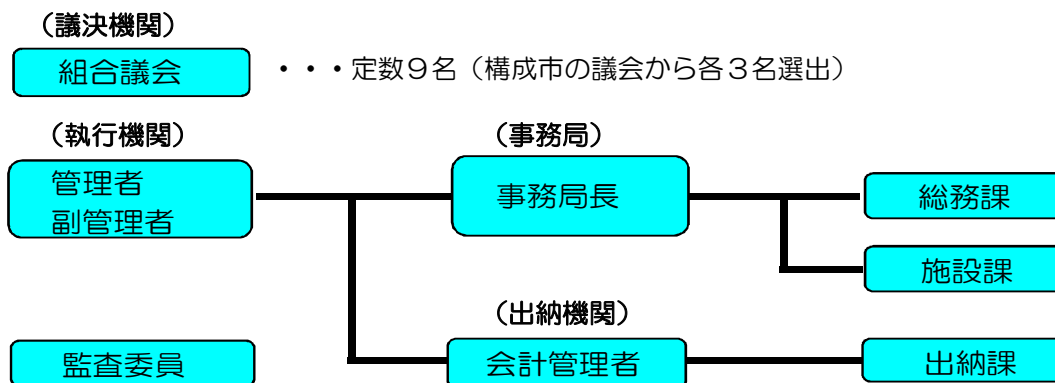 （議決機関）
組合議会 ・・・定数９名（構成市の議会から各３名選出）
（執行機関）
管理者
副管理者
（事務局）
事務局長
総務課
施設課
（出納機関）
監査委員
会計管理者
出納課